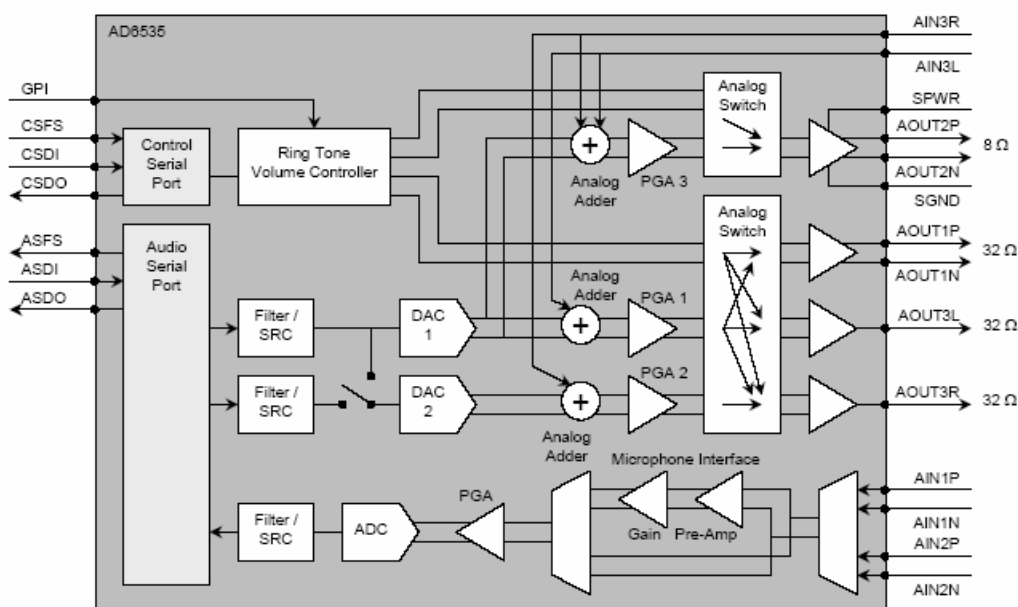 AD6535
AIN3R
AIN3L
GPI
CSFS
CSDI
CSDO
Control
Serial
Port
Ring Tone
Volume Controller
Analog
Adder
PGA 3
Analog
Switch
SPWR
AOUT2P
8 Ω
AOUT2N
SGND
ASFS
ASDI
ASDO
Audio
Serial
Port
Analog
Switch
AOUT1P
32 Ω
AOUT1N
Filter /
SRC
DAC
1
Analog
Adder
PGA 1
AOUT3L
32 Ω
Filter /
SRC
DAC
2
PGA 2
Analog
Adder
AOUT3R
32 Ω
Microphone Interface
Gain
Pre-Amp
PGA
ADC
Filter /
SRC
AIN1P
AIN1N
AIN2P
AIN2N